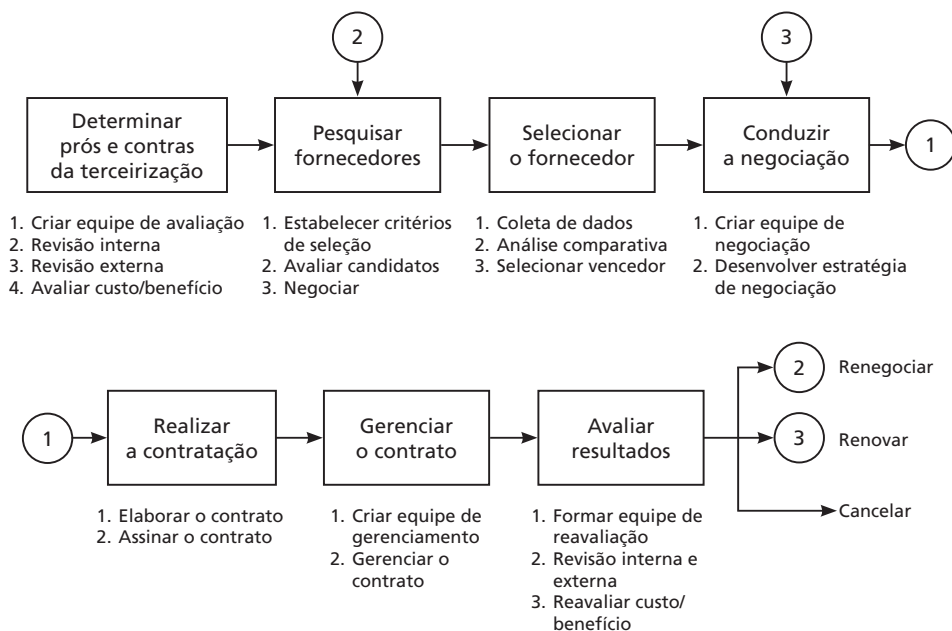 2
3
Determinar
prós e contras
da terceirização
Pesquisar
fornecedores
Selecionar
o fornecedor
Conduzir
a negociação
1
1. Criar equipe de avaliação
2. Revisão interna
3. Revisão externa
4. Avaliar custo/benefício
1. Estabelecer critérios
de seleção
2. Avaliar candidatos
3. Negociar
1. Coleta de dados
2. Análise comparativa
3. Selecionar vencedor
1. Criar equipe de
negociação
2. Desenvolver estratégia
de negociação
1
Realizar
a contratação
Gerenciar
o contrato
Avaliar
resultados
2 Renegociar
3 Renovar
Cancelar
1. Elaborar o contrato
2. Assinar o contrato
1. Criar equipe de
gerenciamento
2. Gerenciar o
contrato
1. Formar equipe de
reavaliação
2. Revisão interna e
externa
3. Reavaliar custo/
benefício